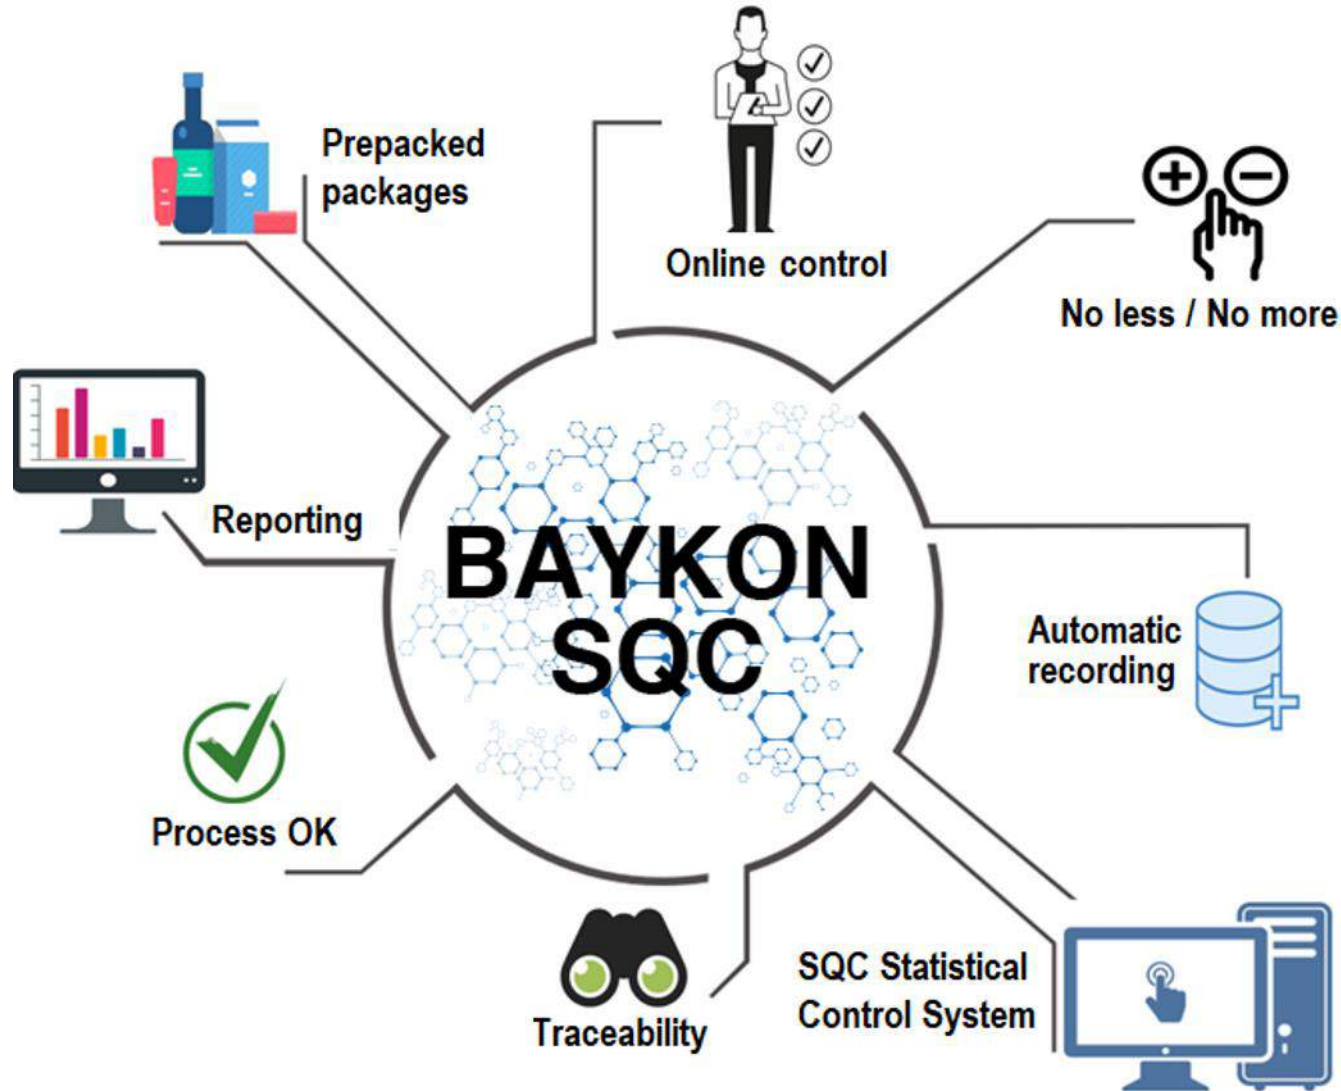 Prepacked
packages
Online control
No less / No more
Reporting
BAYKON
SQC
Automatic
recording
Process OK
Traceability
SQC Statistical
Control System